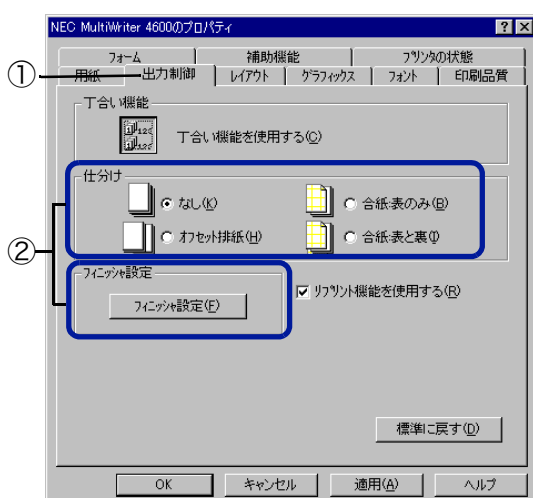 NEC MultiWriter 4600のプロパティ
フォーム 補助機能 プリンタの状態
① 用紙 出力制御 レイアウト グラフィックス フォント 印刷品質
丁合い機能
丁合い機能を使用する(C)
仕分け
なし(K) 合紙:表のみ(B)
② オフセット排紙(H) 合紙:表と裏(I)
フィニッシャ設定
フィニッシャ設定(F) リプリント機能を使用する(R)
標準に戻す(D)
OK キャンセル 適用(A) ヘルプ